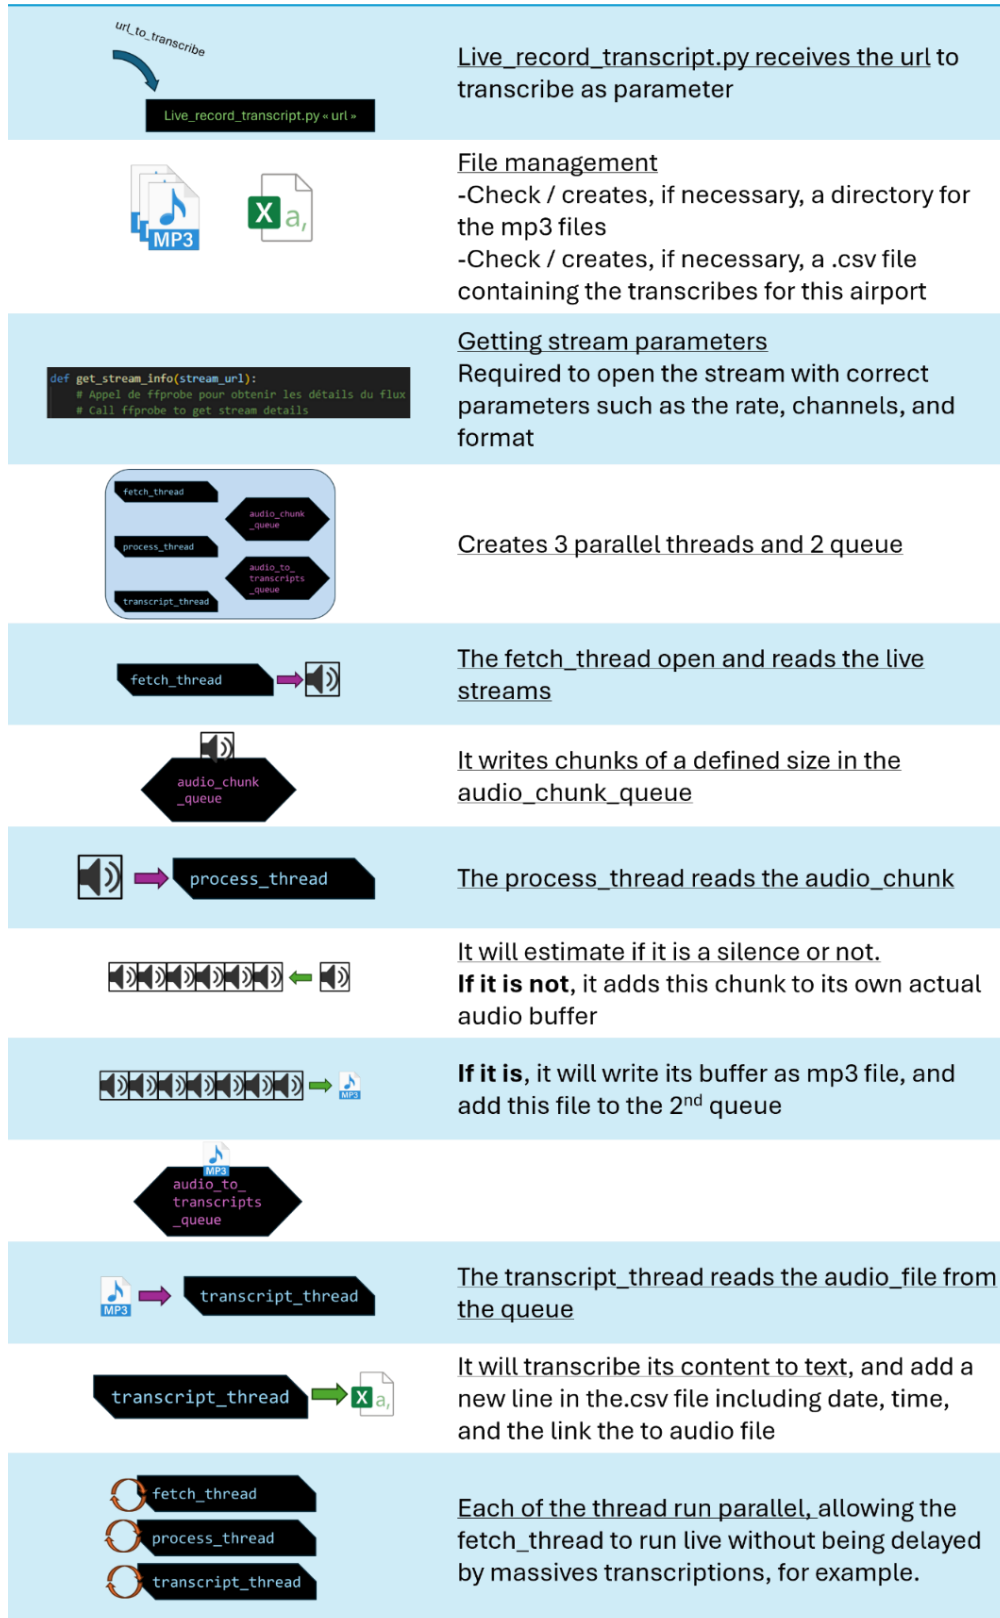 url_to_transcribe
Live_record_transcript.py « url »
Live_record_transcript.py receives the url to
transcribe as parameter
MP3
X a,
File management
-Check / creates, if necessary, a directory for
the mp3 files
-Check / creates, if necessary, a .csv file
containing the transcribes for this airport
def get_stream_info(stream_url):
# Appel de ffprobe pour obtenir les détails du flux
# Call ffprobe to get stream details
Getting stream parameters
Required to open the stream with correct
parameters such as the rate, channels, and
format
fetch_thread
audio_chunk
_queue
process_thread
audio_to_
transcripts
_queue
transcript_thread
Creates 3 parallel threads and 2 queue
fetch_thread
The fetch_thread open and reads the live
streams
audio_chunk
_queue
It writes chunks of a defined size in the
audio_chunk_queue
process_thread
The process_thread reads the audio_chunk
It will estimate if it is a silence or not.
If it is not, it adds this chunk to its own actual
audio buffer
MP3
If it is, it will write its buffer as mp3 file, and
add this file to the 2nd queue
MP3
audio_to_
transcripts
_queue
MP3
transcript_thread
The transcript_thread reads the audio_file from
the queue
transcript_thread
X a,
It will transcribe its content to text, and add a
new line in the.csv file including date, time,
and the link the to audio file
fetch_thread
process_thread
transcript_thread
Each of the thread run parallel, allowing the
fetch_thread to run live without being delayed
by massives transcriptions, for example.